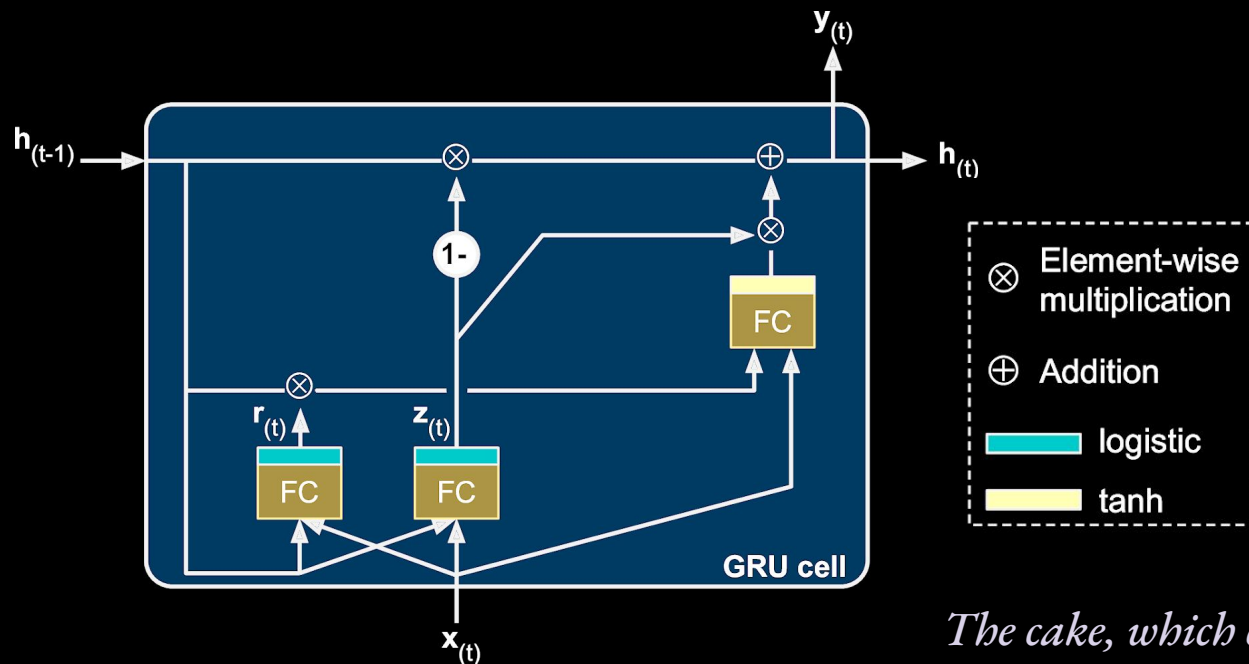 y(t)
h(t-1)
h(t)
1-
FC
r(t)
z(t)
FC
FC
GRU cell
x(t)
Element-wise
multiplication
Addition
logistic
tanh
The cake, which